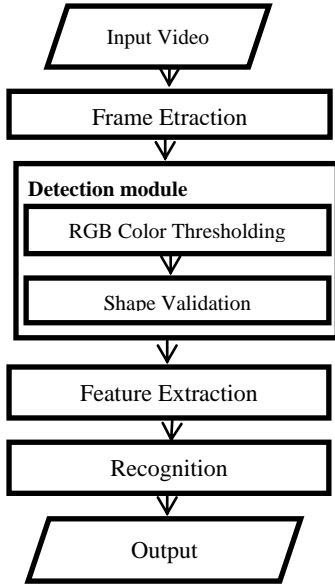 Input Video
Frame Etraction
Detection module
RGB Color Thresholding
Shape Validation
Feature Extraction
Recognition
Output